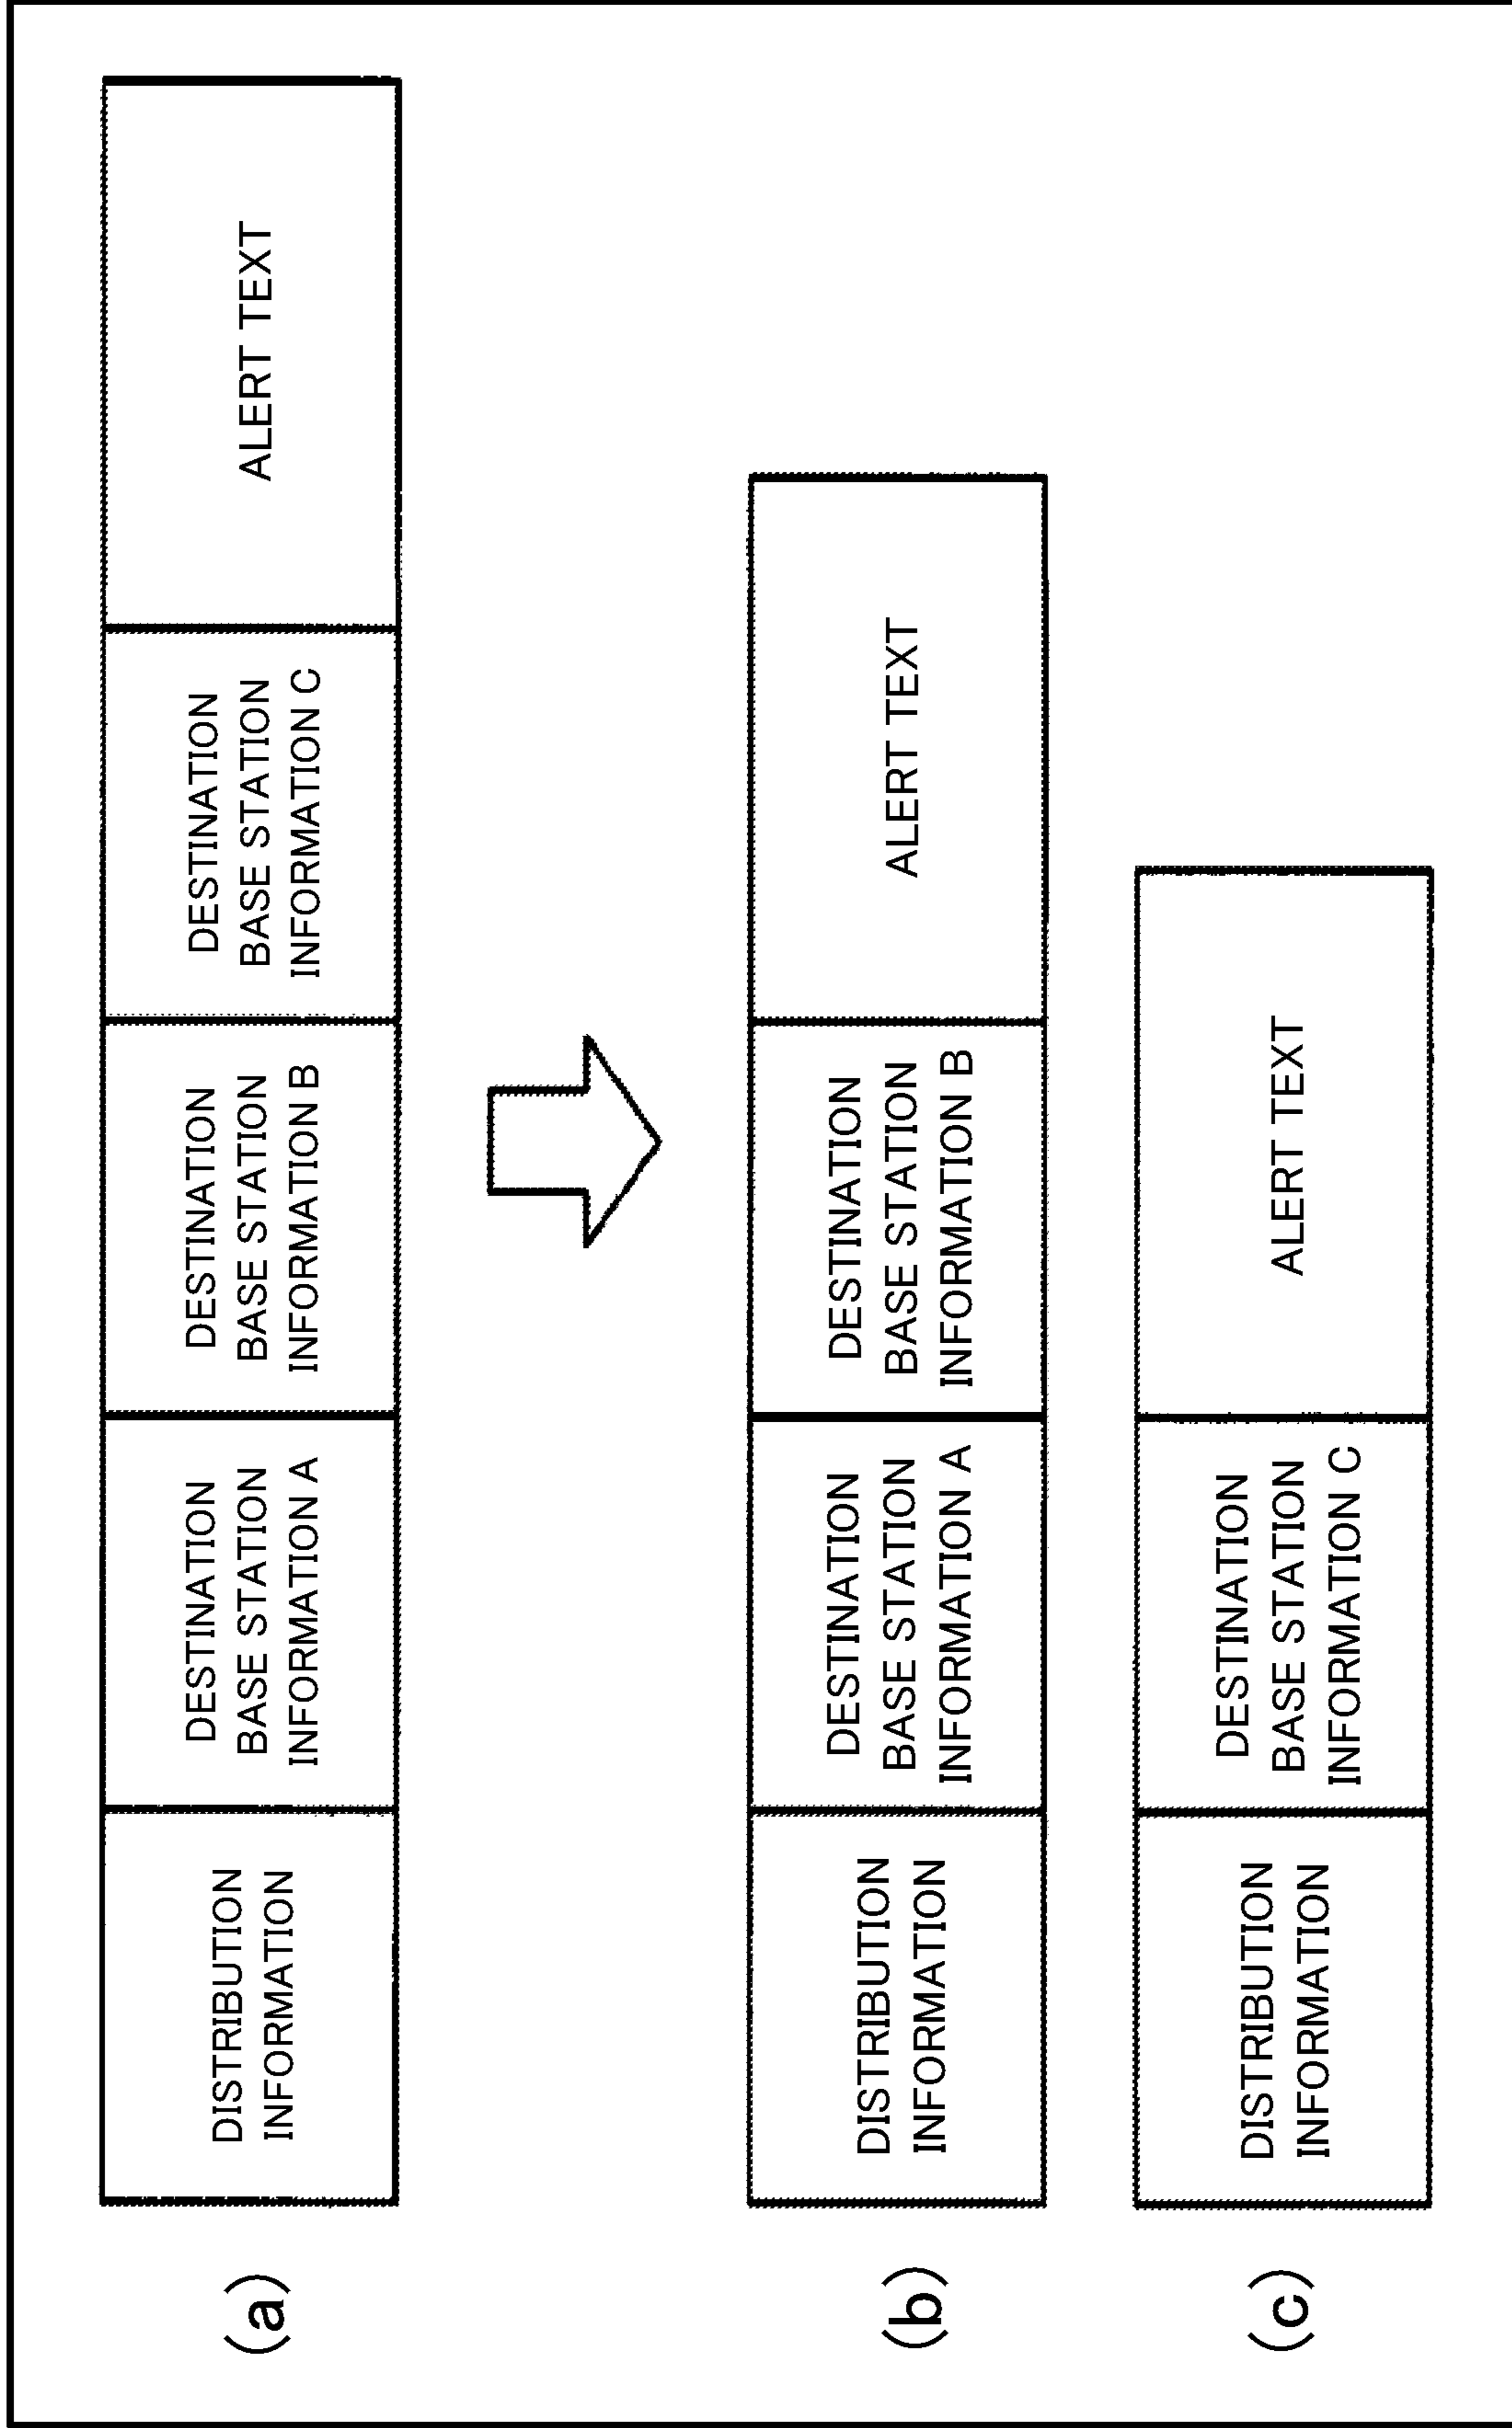 (a)
DISTRIBUTION
INFORMATION
DESTINATION
BASE STATION
INFORMATION A
DESTINATION
BASE STATION
INFORMATION B
DESTINATION
BASE STATION
INFORMATION C
ALERT TEXT
(b)
DISTRIBUTION
INFORMATION
DESTINATION
BASE STATION
INFORMATION A
DESTINATION
BASE STATION
INFORMATION B
ALERT TEXT
(c)
DISTRIBUTION
INFORMATION
DESTINATION
BASE STATION
INFORMATION C
ALERT TEXT